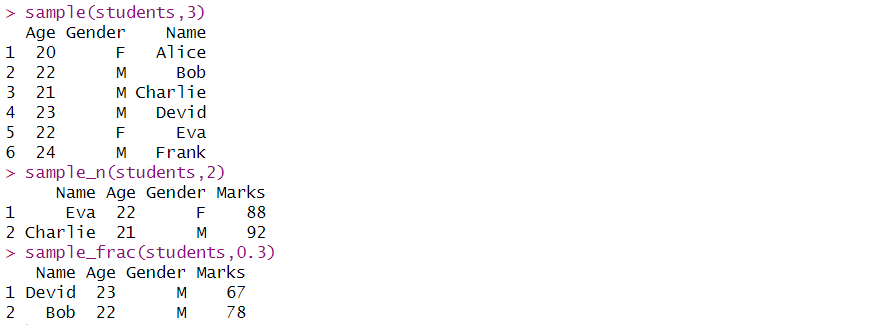 > sample(students,3)
  Age Gender    Name
1  20      F   Alice
2  22      M     Bob
3  21      M Charlie
4  23      M   Devid
5  22      F     Eva
6  24      M   Frank
> sample_n(students,2)
     Name Age Gender Marks
1     Eva  22      F    88
2 Charlie  21      M    92
> sample_frac(students,0.3)
   Name Age Gender Marks
1 Devid  23      M    67
2   Bob  22      M    78